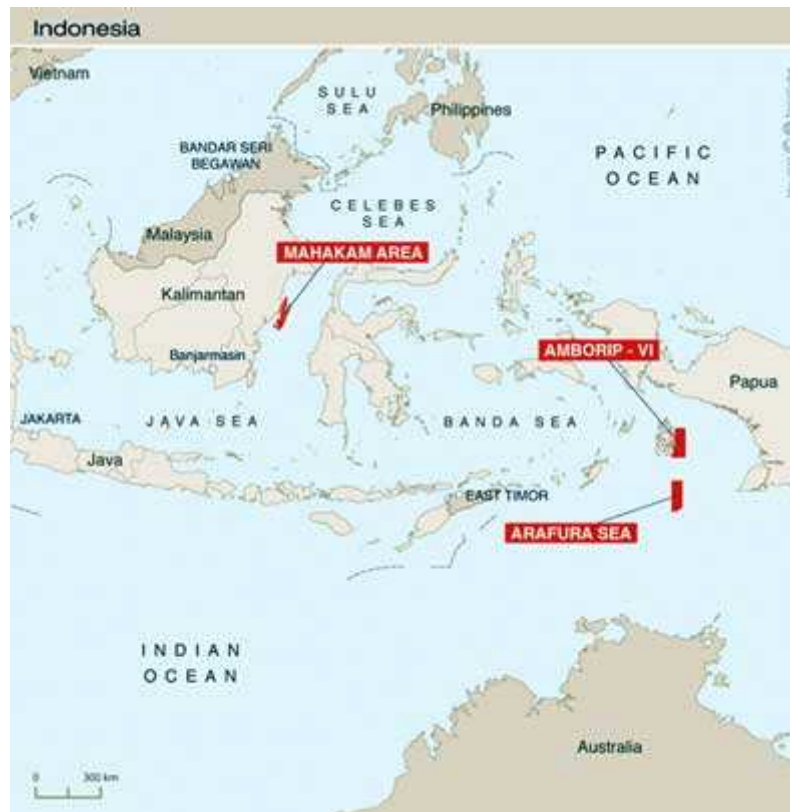 Indonesia
Vietnam
SULU
SEA
Philippines
BANDAR SERI
BEGAWAN
PACIFIC
OCEAN
CELEBES
SEA
Malaysia
MAHAKAM AREA
Kalimantan
AMBORIP - VI
Banjarmasin
Papua
JAKARTA
JAVA SEA
BANDA SEA
Java
EAST TIMOR
ARAFURA SEA
INDIAN
OCEAN
Australia
0 300 km